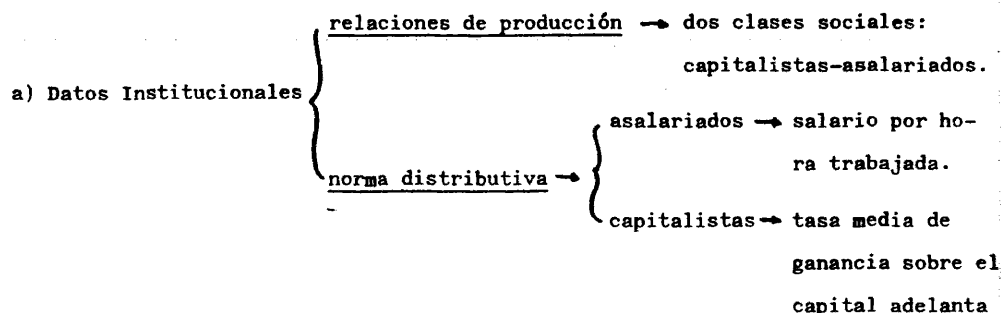 relaciones de producción → dos clases sociales:
capitalistas-asalariados.
a) Datos Institucionales
asalariados → salario por ho-
ra trabajada.
norma distributiva →
capitalistas → tasa media de
ganancia sobre el
capital adelanta